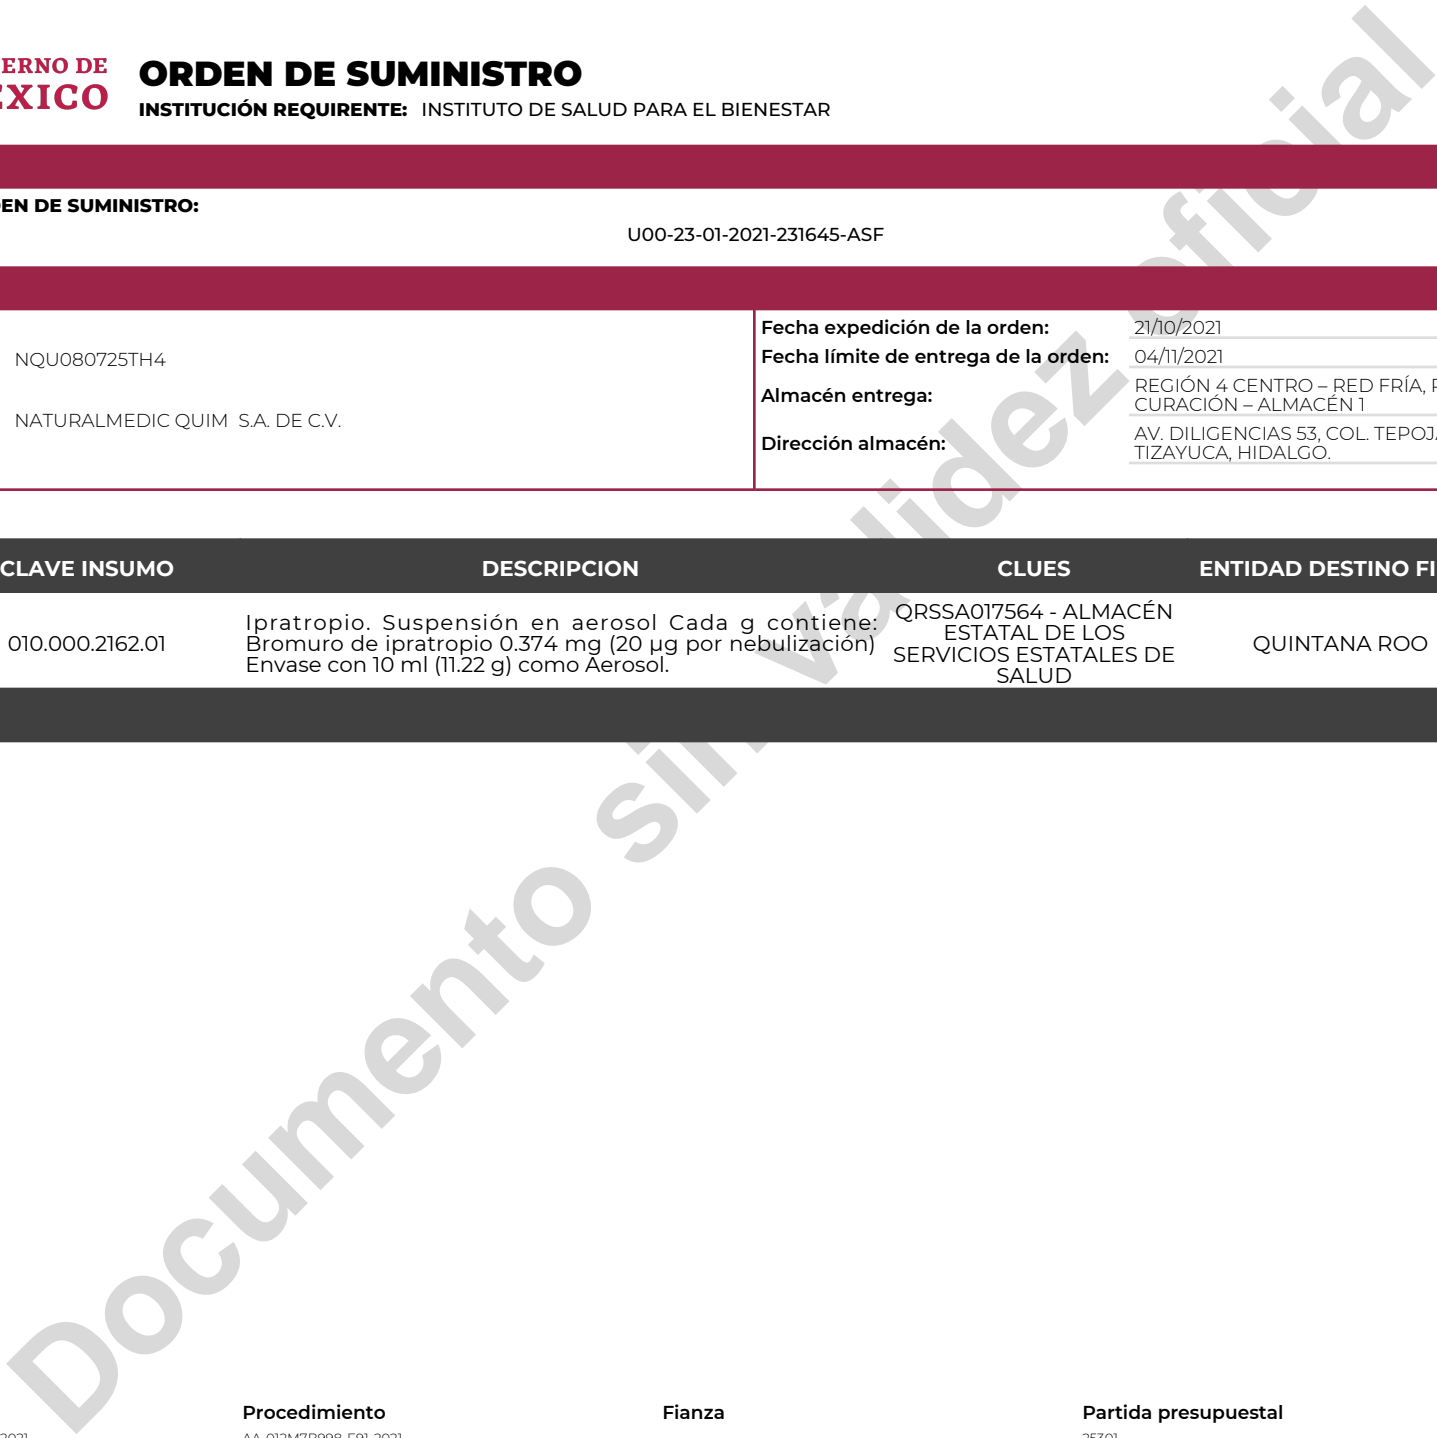 ERNO DE
EXICO
ORDEN DE SUMINISTRO
INSTITUCIÓN REQUIRENTE: INSTITUTO DE SALUD PARA EL BIENESTAR
EN DE SUMINISTRO:
U00-23-01-2021-231645-ASF
NQU080725TH4
NATURALMEDIC QUIM S.A. DE C.V.
Fecha expedición de la orden: 21/10/2021
Fecha límite de entrega de la orden: 04/11/2021
Almacén entrega: REGIÓN 4 CENTRO – RED FRÍA,
CURACIÓN – ALMACÉN 1
Dirección almacén: AV. DILIGENCIAS 53, COL. TEPOJA
TIZAYUCA, HIDALGO.
CLAVE INSUMO DESCRIPCION CLUES ENTIDAD DESTINO FI
010.000.2162.01
Ipratropio. Suspensión en aerosol Cada g contiene:
Bromuro de ipratropio 0.374 mg (20 µg por nebulización)
Envase con 10 ml (11.22 g) como Aerosol.
QRSSA017564 - ALMACÉN
ESTATAL DE LOS
SERVICIOS ESTATALES DE
SALUD
QUINTANA ROO
Documento sin validez oficial
Procedimiento Fianza Partida presupuestal